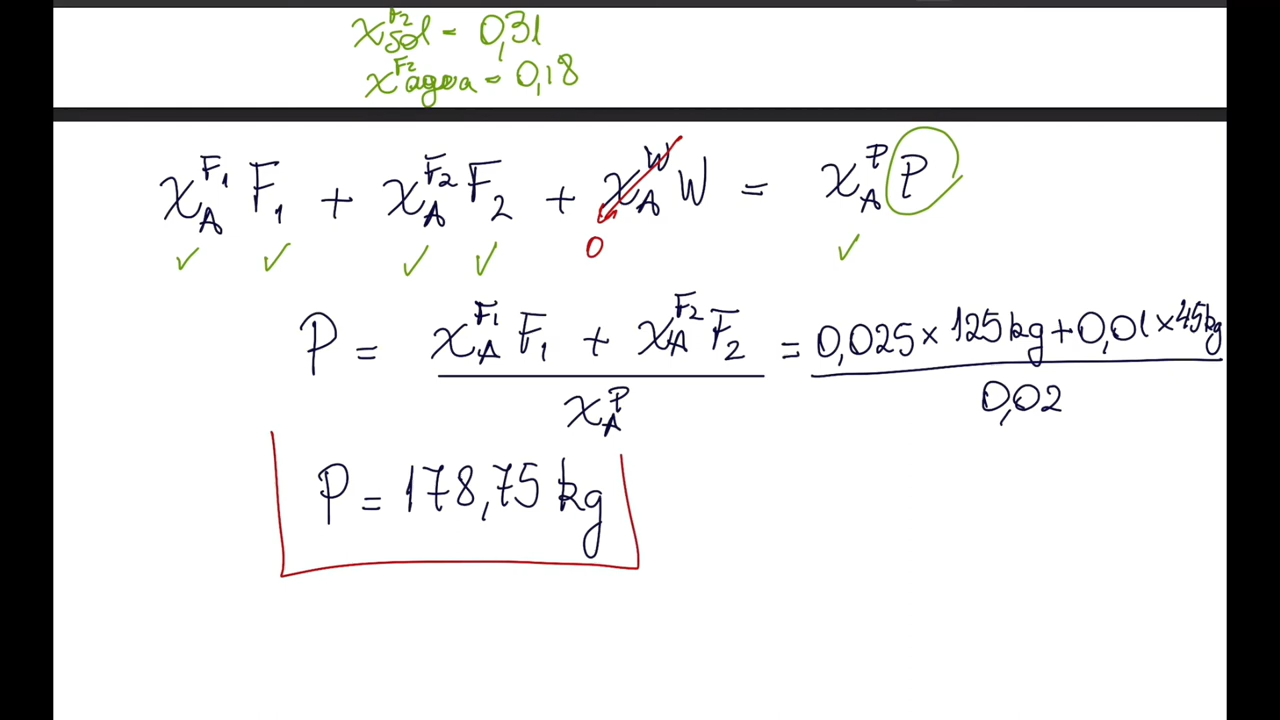 x_sol^F2 = 0,31
x_água^F2 = 0,18
x_A^F1 F1 + x_A^F2 F2 + x_A^W W = x_A^P P
✓ ✓ ✓ ✓ 0 ✓
P = (x_A^F1 F1 + x_A^F2 F2) / x_A^P = (0,025 × 125 kg + 0,01 × 45 kg) / 0,02
P = 178,75 kg